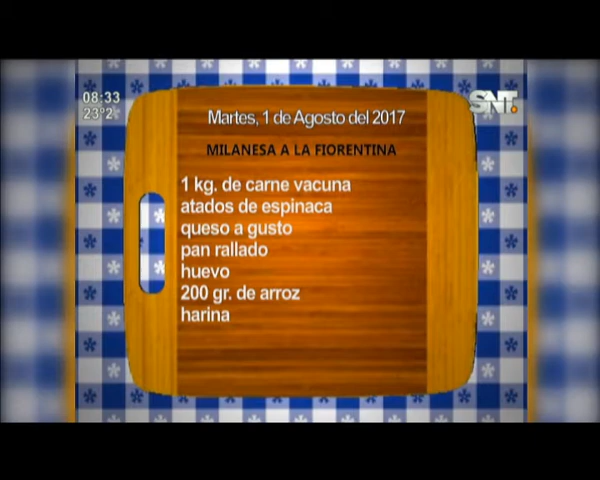 08:33
23°2
SNT.
Martes, 1 de Agosto del 2017
MILANESA A LA FIORENTINA
1 kg. de carne vacuna
atados de espinaca
queso a gusto
pan rallado
huevo
200 gr. de arroz
harina